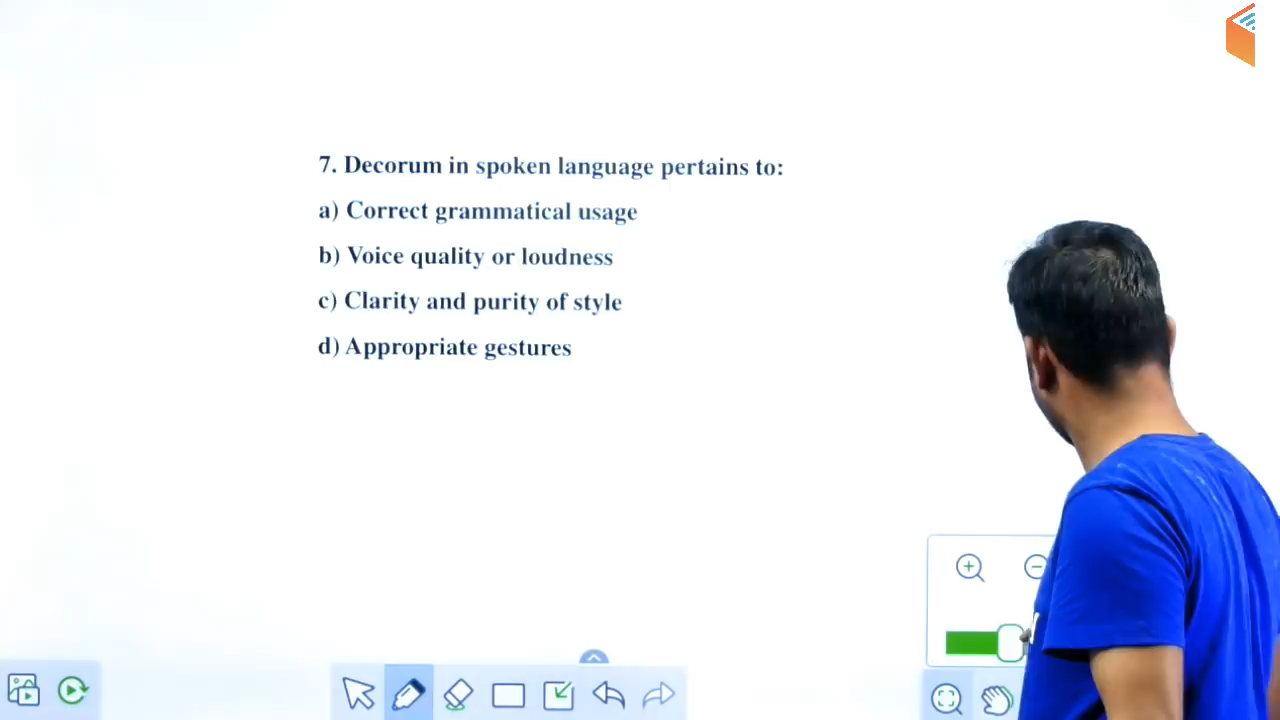 7. Decorum in spoken language pertains to:
a) Correct grammatical usage
b) Voice quality or loudness
c) Clarity and purity of style
d) Appropriate gestures